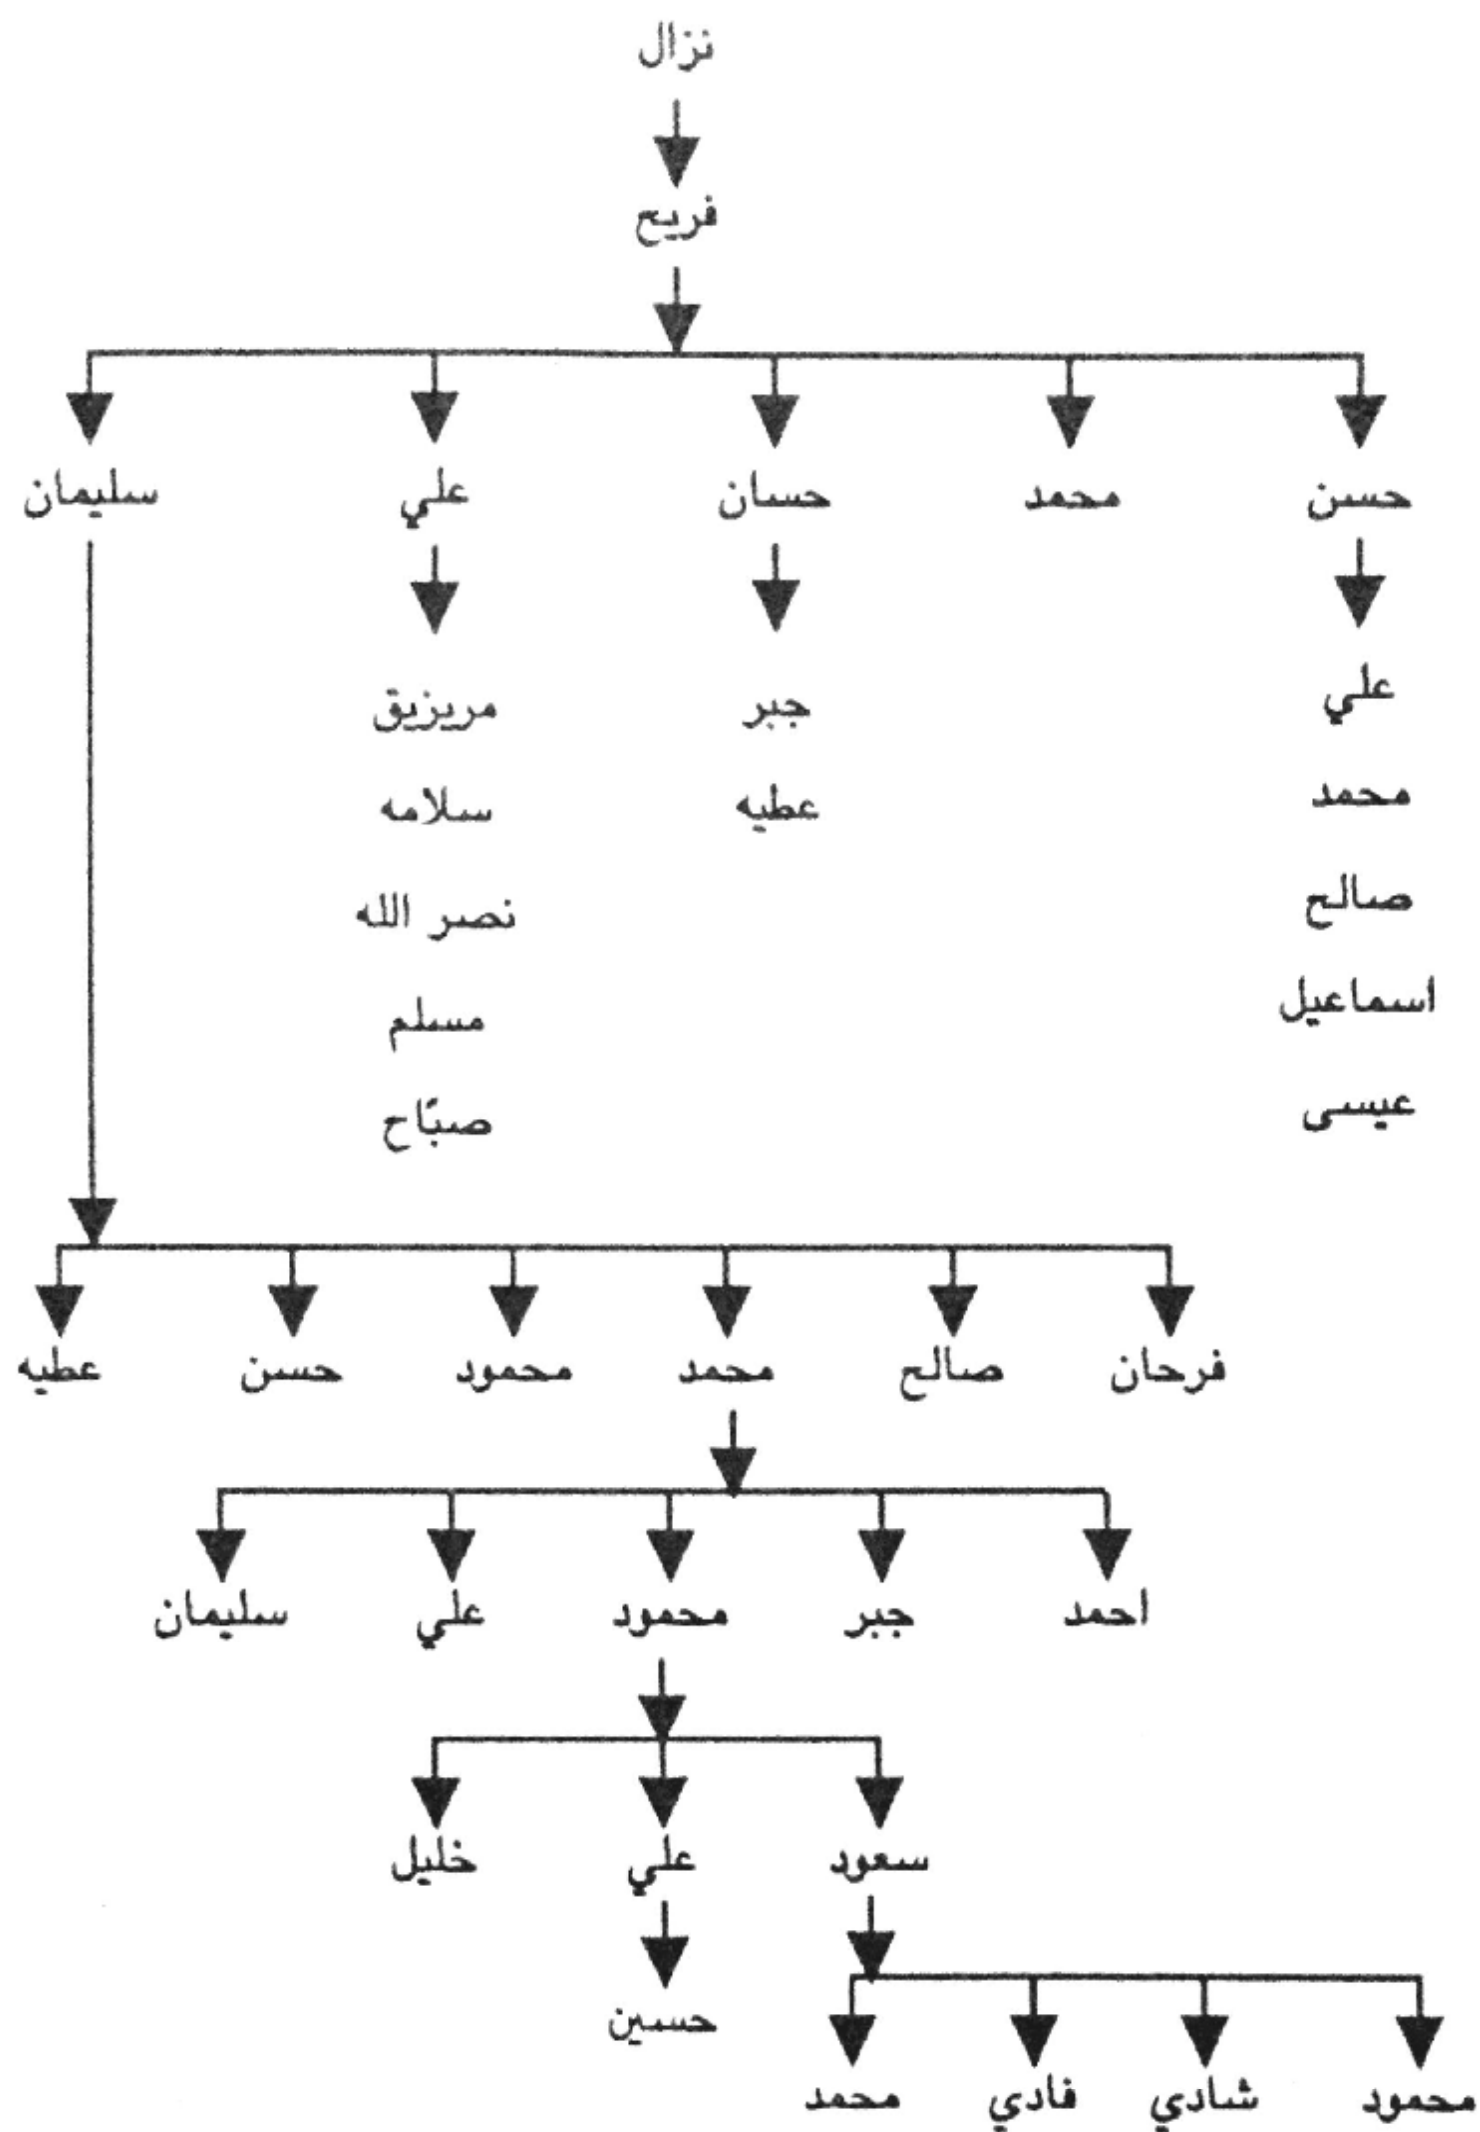 نزال
فريح
حسن محمد حسان علي سليمان
علي جبر مريزيق
محمد عطيه سلامه
صالح نصر الله
اسماعيل مسلم
عيسى صبّاح
فرحان صالح محمد محمود حسن عطيه
احمد جبر محمود علي سليمان
سعود علي خليل
حسين
محمود شادي فادي محمد